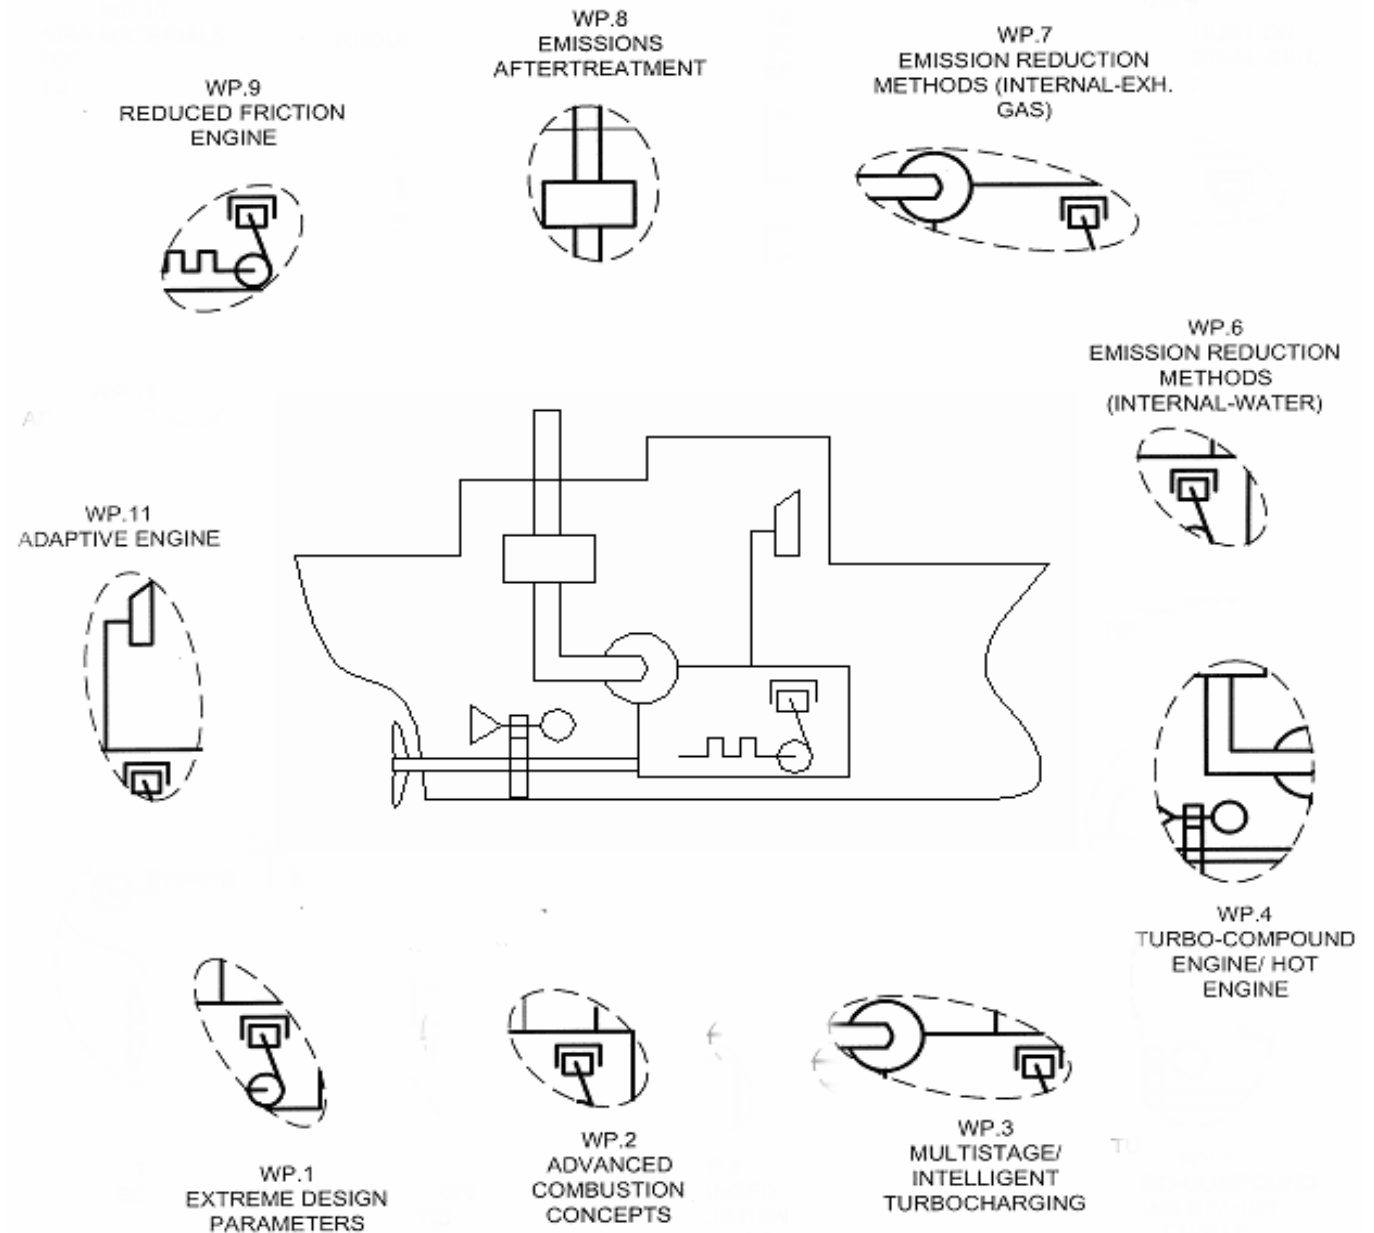 WP.8
EMISSIONS
AFTERTREATMENT
WP.7
EMISSION REDUCTION
METHODS (INTERNAL-EXH.
GAS)
WP.9
REDUCED FRICTION
ENGINE
WP.6
EMISSION REDUCTION
METHODS
(INTERNAL-WATER)
WP.11
ADAPTIVE ENGINE
WP.4
TURBO-COMPOUND
ENGINE/ HOT
ENGINE
WP.3
MULTISTAGE/
INTELLIGENT
TURBOCHARGING
WP.2
ADVANCED
COMBUSTION
CONCEPTS
WP.1
EXTREME DESIGN
PARAMETERS